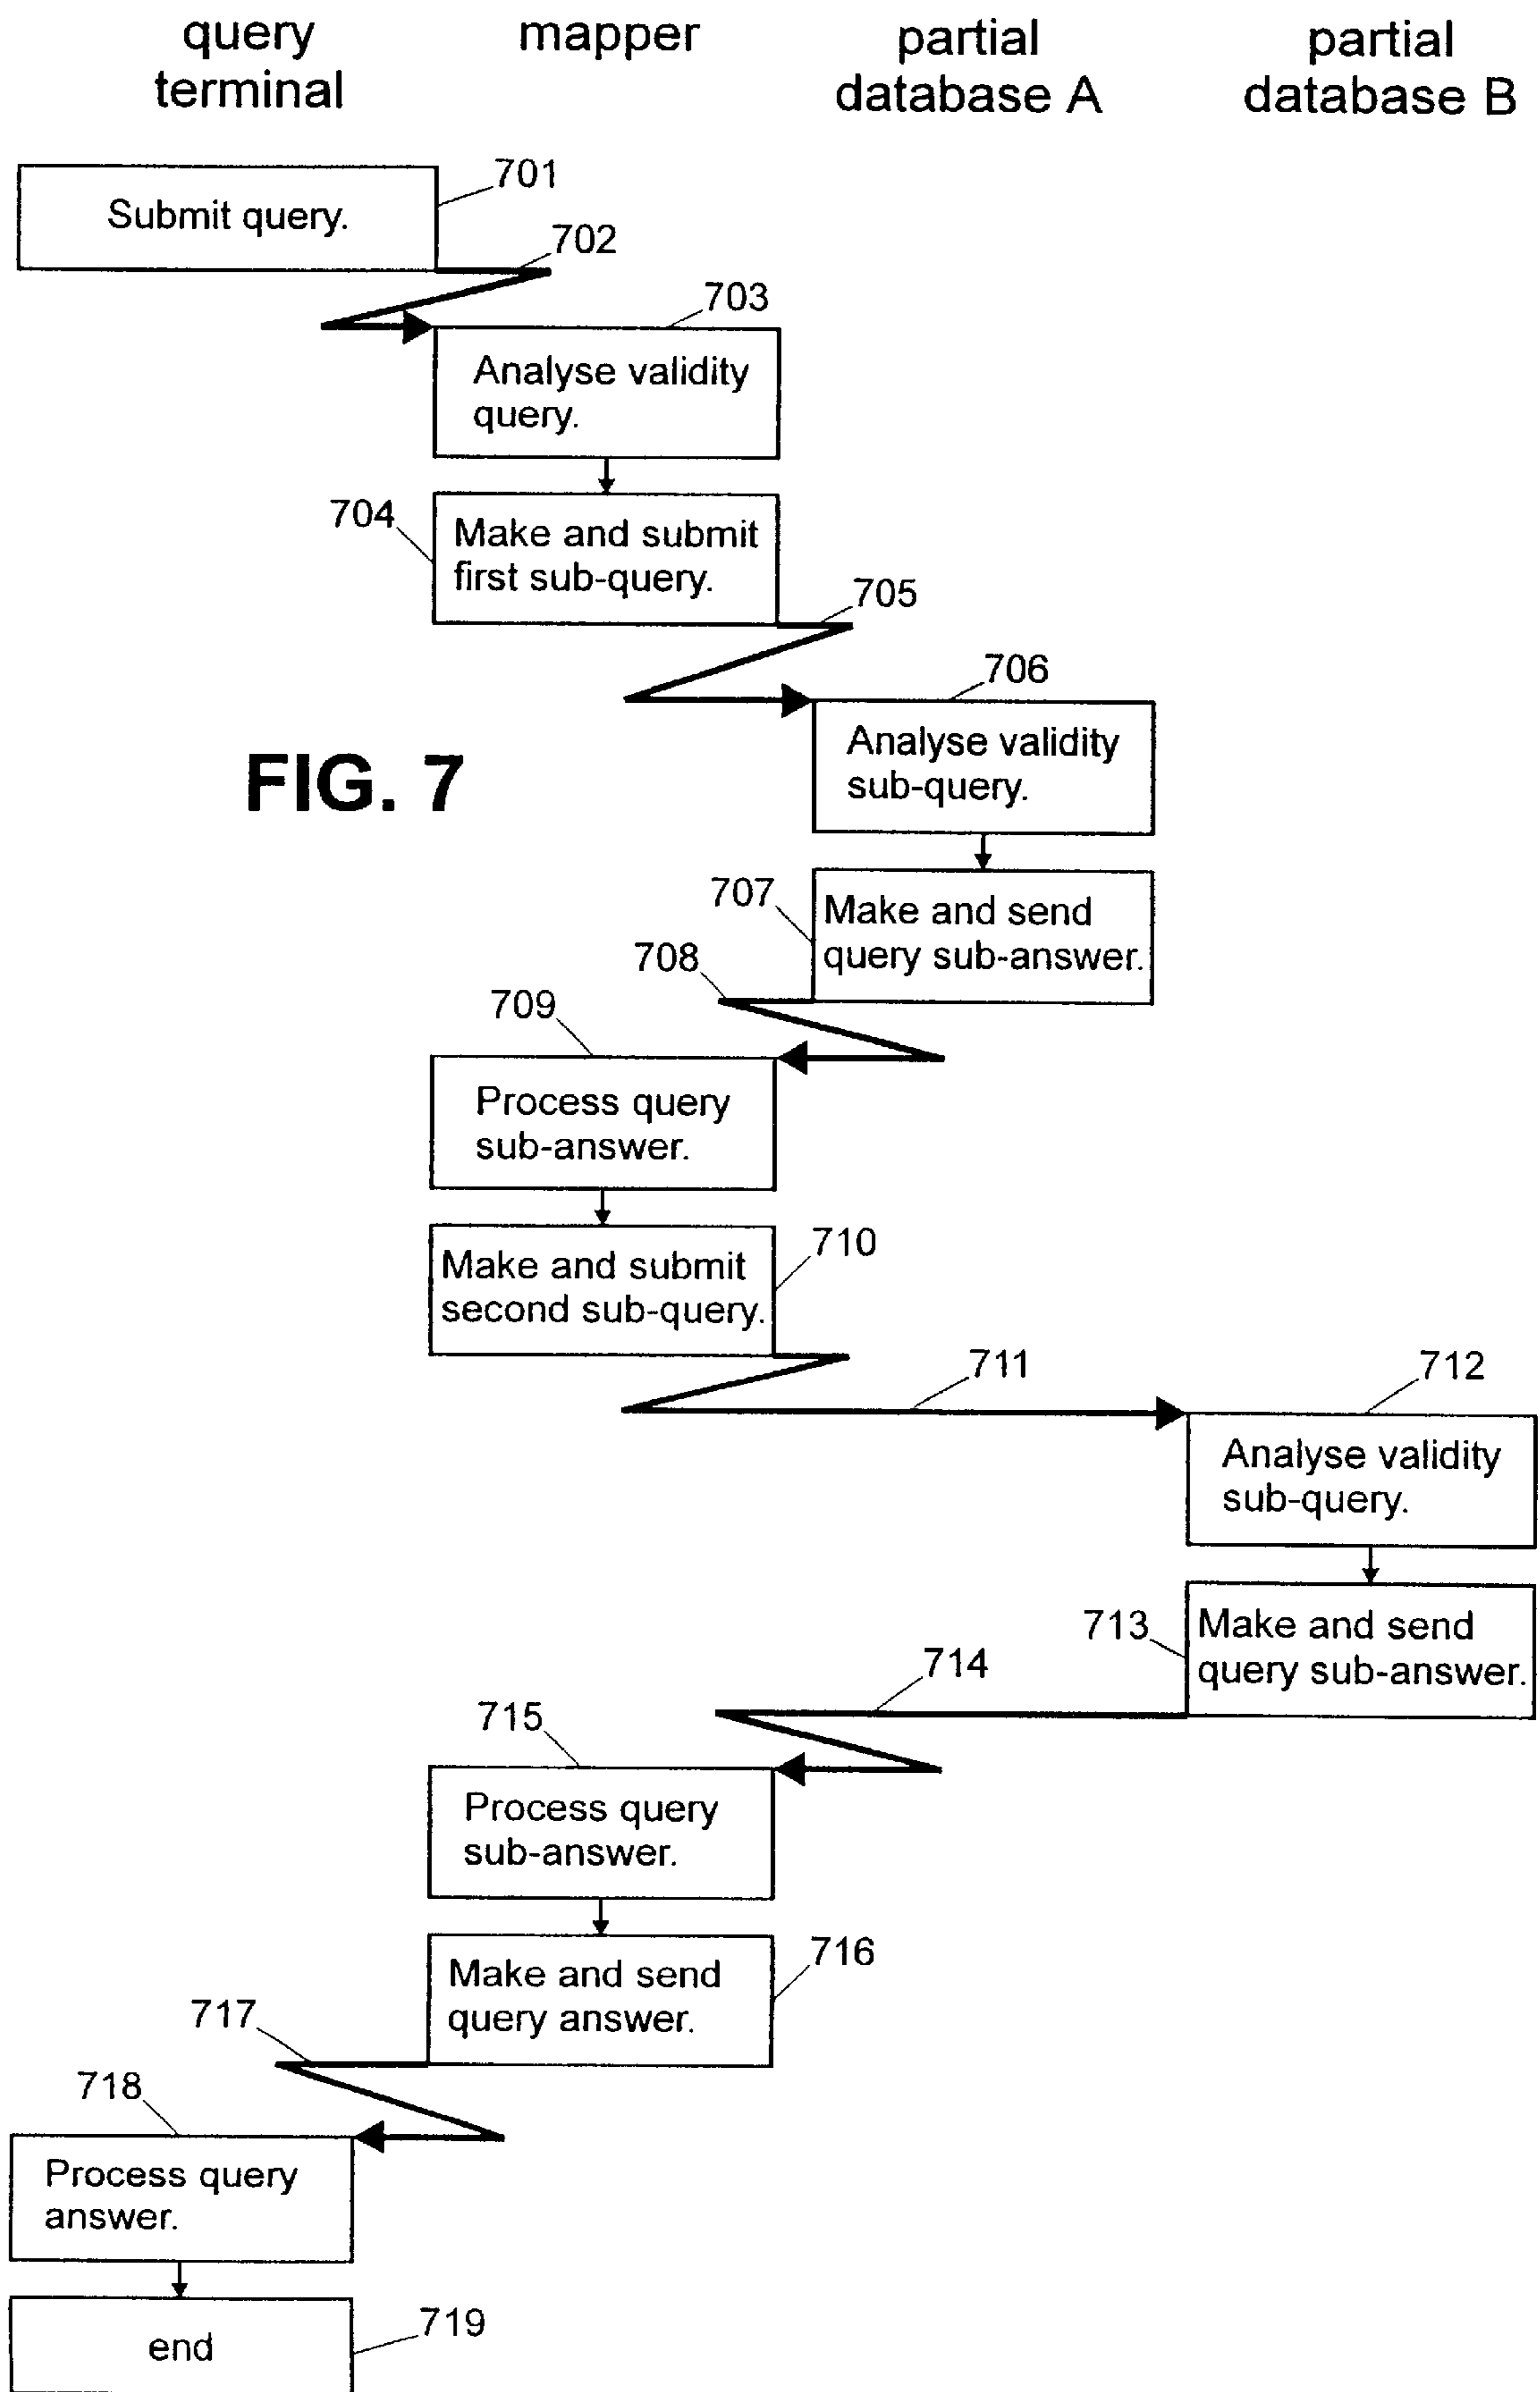 query
terminal
mapper
partial
database A
partial
database B
701
Submit query.
702
703
Analyse validity
query.
704
Make and submit
first sub-query.
705
706
Analyse validity
sub-query.
FIG. 7
707
Make and send
query sub-answer.
708
709
Process query
sub-answer.
710
Make and submit
second sub-query.
711
712
Analyse validity
sub-query.
713
Make and send
query sub-answer.
714
715
Process query
sub-answer.
716
Make and send
query answer.
717
718
Process query
answer.
end
719